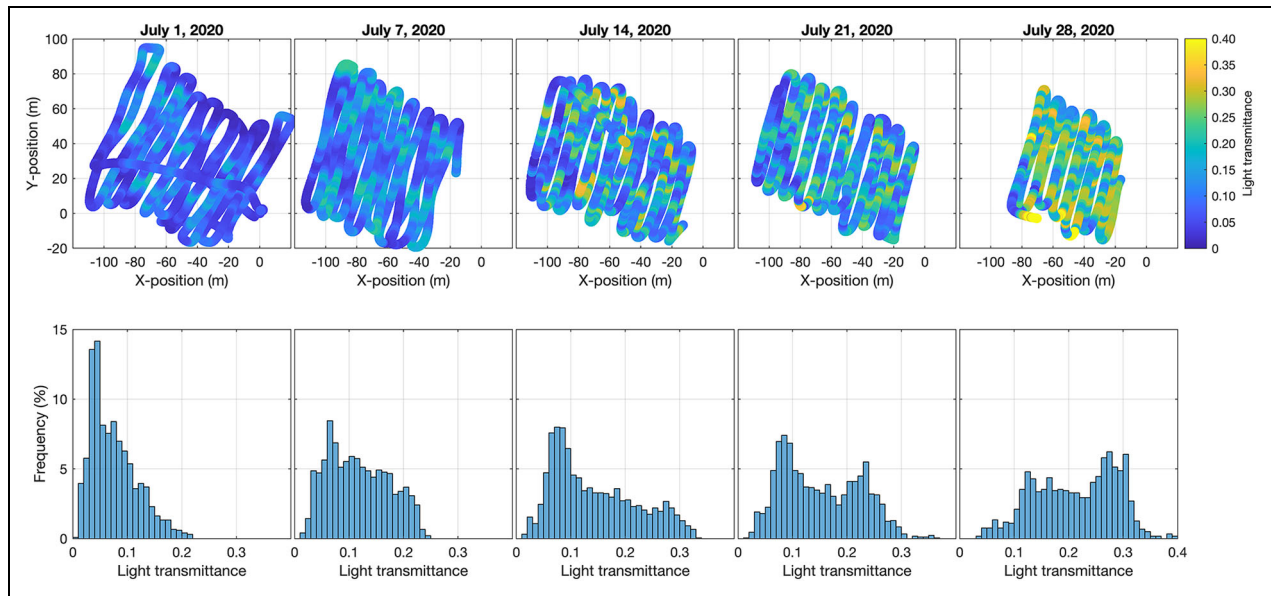 July 1, 2020 July 7, 2020 July 14, 2020 July 21, 2020 July 28, 2020
100
80
60
40
20
0
-20
Y-position (m)
-100 -80 -60 -40 -20 0 -100 -80 -60 -40 -20 0 -100 -80 -60 -40 -20 0 -100 -80 -60 -40 -20 0 -100 -80 -60 -40 -20 0
X-position (m) X-position (m) X-position (m) X-position (m) X-position (m)
0.40
0.35
0.30
0.25
0.20
0.15
0.10
0.05
0
Light transmittance
15
10
5
0
Frequency (%)
0 0.1 0.2 0.3 0 0.1 0.2 0.3 0 0.1 0.2 0.3 0 0.1 0.2 0.3 0 0.1 0.2 0.3 0.4
Light transmittance Light transmittance Light transmittance Light transmittance Light transmittance